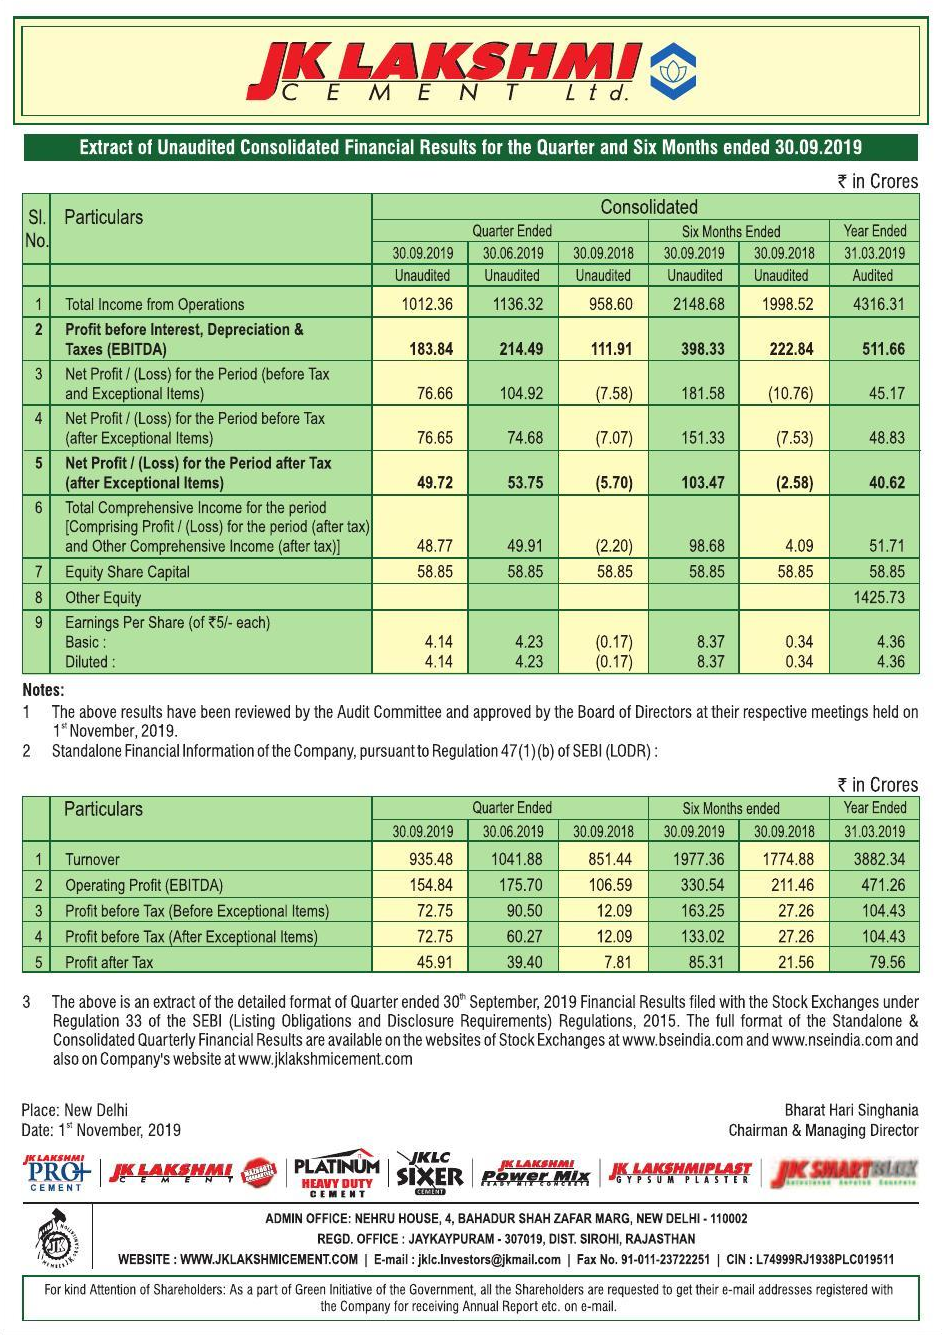 JK LAKSHMI
CEMENT Ltd.
Extract of Unaudited Consolidated Financial Results for the Quarter and Six Months ended 30.09.2019
₹ in Crores
Sl. No. Particulars Consolidated
Quarter Ended Six Months Ended Year Ended
30.09.2019 30.06.2019 30.09.2018 30.09.2019 30.09.2018 31.03.2019
Unaudited Unaudited Unaudited Unaudited Unaudited Audited
1 Total Income from Operations 1012.36 1136.32 958.60 2148.68 1998.52 4316.31
2 Profit before Interest, Depreciation &
Taxes (EBITDA) 183.84 214.49 111.91 398.33 222.84 511.66
3 Net Profit / (Loss) for the Period (before Tax
and Exceptional Items) 76.66 104.92 (7.58) 181.58 (10.76) 45.17
4 Net Profit / (Loss) for the Period before Tax
(after Exceptional Items) 76.65 74.68 (7.07) 151.33 (7.53) 48.83
5 Net Profit / (Loss) for the Period after Tax
(after Exceptional Items) 49.72 53.75 (5.70) 103.47 (2.58) 40.62
6 Total Comprehensive Income for the period
[Comprising Profit / (Loss) for the period (after tax)
and Other Comprehensive Income (after tax)] 48.77 49.91 (2.20) 98.68 4.09 51.71
7 Equity Share Capital 58.85 58.85 58.85 58.85 58.85 58.85
8 Other Equity 1425.73
9 Earnings Per Share (of ₹5/- each)
Basic : 4.14 4.23 (0.17) 8.37 0.34 4.36
Diluted : 4.14 4.23 (0.17) 8.37 0.34 4.36
Notes:
1 The above results have been reviewed by the Audit Committee and approved by the Board of Directors at their respective meetings held on
1st November, 2019.
2 Standalone Financial Information of the Company, pursuant to Regulation 47(1)(b) of SEBI (LODR) :
₹ in Crores
Particulars Quarter Ended Six Months ended Year Ended
30.09.2019 30.06.2019 30.09.2018 30.09.2019 30.09.2018 31.03.2019
1 Turnover 935.48 1041.88 851.44 1977.36 1774.88 3882.34
2 Operating Profit (EBITDA) 154.84 175.70 106.59 330.54 211.46 471.26
3 Profit before Tax (Before Exceptional Items) 72.75 90.50 12.09 163.25 27.26 104.43
4 Profit before Tax (After Exceptional Items) 72.75 60.27 12.09 133.02 27.26 104.43
5 Profit after Tax 45.91 39.40 7.81 85.31 21.56 79.56
3 The above is an extract of the detailed format of Quarter ended 30th September, 2019 Financial Results filed with the Stock Exchanges under
Regulation 33 of the SEBI (Listing Obligations and Disclosure Requirements) Regulations, 2015. The full format of the Standalone &
Consolidated Quarterly Financial Results are available on the websites of Stock Exchanges at www.bseindia.com and www.nseindia.com and
also on Company's website at www.jklakshmicement.com
Place: New Delhi
Date: 1st November, 2019
Bharat Hari Singhania
Chairman & Managing Director
JK LAKSHMI PRO+ CEMENT
JK LAKSHMI CEMENT
PLATINUM HEAVY DUTY CEMENT
JKLC SIXER CEMENT
JK LAKSHMI Power Mix READY MIX CONCRETE
JK LAKSHMIPLAST GYPSUM PLASTER
JK SMARTBLOX
ADMIN OFFICE: NEHRU HOUSE, 4, BAHADUR SHAH ZAFAR MARG, NEW DELHI - 110002
REGD. OFFICE : JAYKAYPURAM - 307019, DIST. SIROHI, RAJASTHAN
WEBSITE : WWW.JKLAKSHMICEMENT.COM | E-mail : jklc.Investors@jkmail.com | Fax No. 91-011-23722251 | CIN : L74999RJ1938PLC019511
For kind Attention of Shareholders: As a part of Green Initiative of the Government, all the Shareholders are requested to get their e-mail addresses registered with
the Company for receiving Annual Report etc. on e-mail.